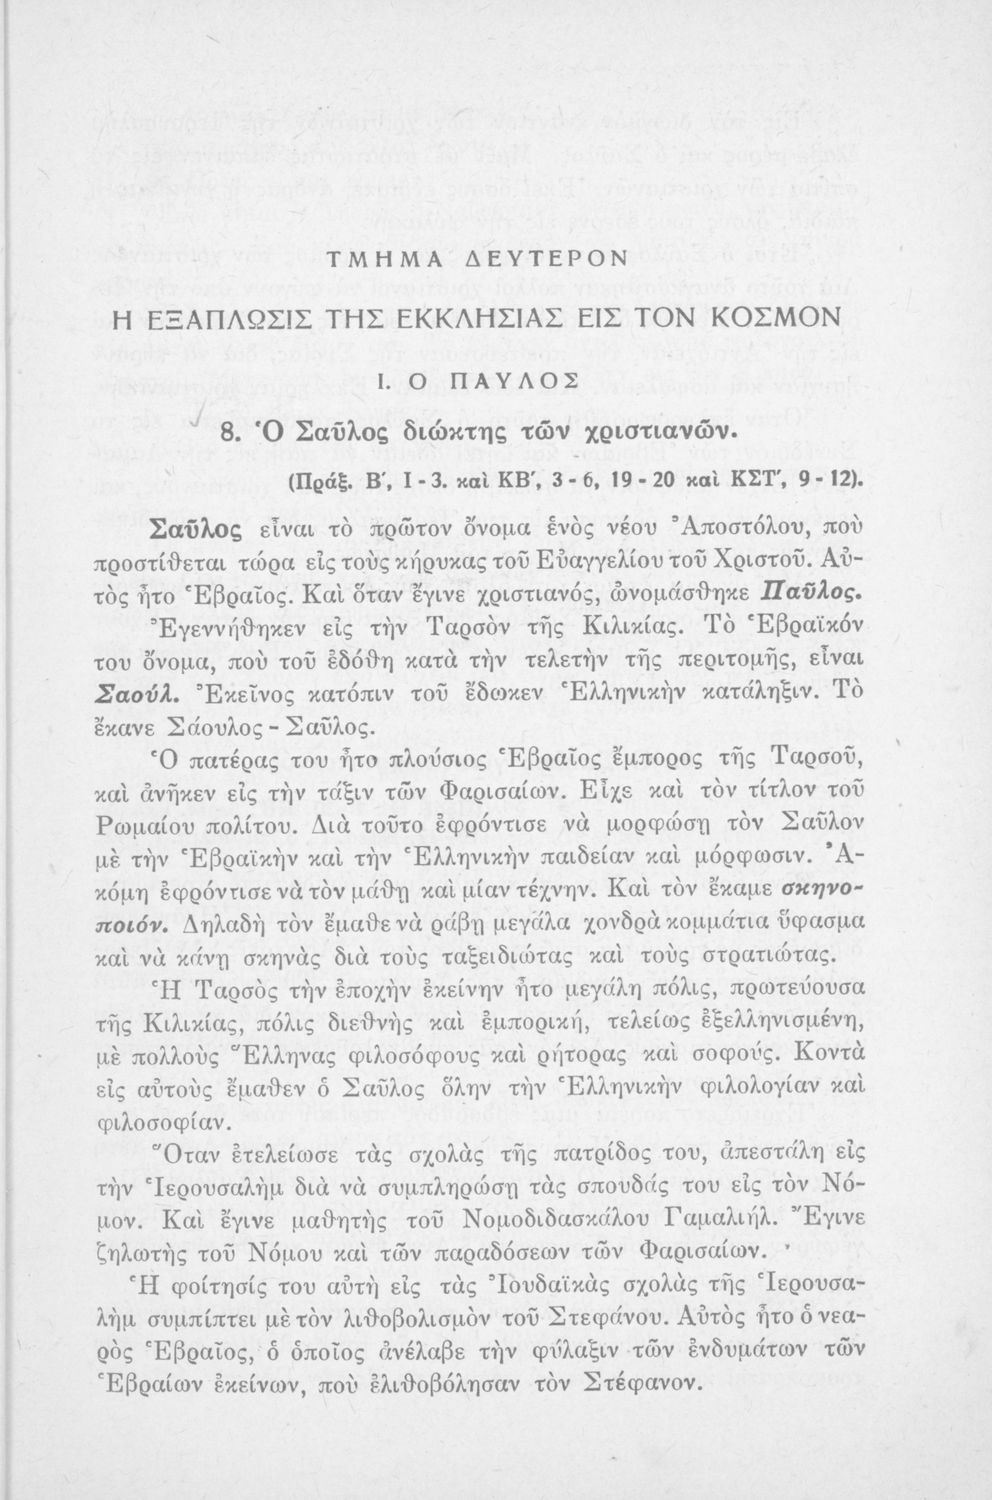 ΤΜΗΜΑ ΔΕΥΤΕΡΟΝ
Η ΕΞΑΠΛΩΣΙΣ ΤΗΣ ΕΚΚΛΗΣΙΑΣ ΕΙΣ ΤΟΝ ΚΟΣΜΟΝ
Ι. Ο ΠΑΥΛΟΣ
8. Ὁ Σαῦλος διώκτης τῶν χριστιανῶν.
(Πράξ. Β', Ι - 3. καὶ ΚΒ', 3 - 6, 19 - 20 καὶ ΚΣΤ', 9 - 12).
Σαῦλος εἶναι τὸ πρῶτον ὄνομα ἑνὸς νέου Ἀποστόλου, ποὺ
προστίθεται τώρα εἰς τοὺς κήρυκας τοῦ Εὐαγγελίου τοῦ Χριστοῦ. Αὐ-
τὸς ἦτο Ἑβραῖος. Καὶ ὅταν ἔγινε χριστιανός, ὠνομάσθηκε Παῦλος.
Ἐγεννήθηκεν εἰς τὴν Ταρσὸν τῆς Κιλικίας. Τὸ Ἑβραϊκόν
του ὄνομα, ποὺ τοῦ ἐδόθη κατὰ τὴν τελετὴν τῆς περιτομῆς, εἶναι
Σαούλ. Ἐκεῖνος κατόπιν τοῦ ἔδωκεν Ἑλληνικὴν κατάληξιν. Τὸ
ἔκανε Σάουλος - Σαῦλος.
Ὁ πατέρας του ἦτο πλούσιος Ἑβραῖος ἔμπορος τῆς Ταρσοῦ,
καὶ ἀνῆκεν εἰς τὴν τάξιν τῶν Φαρισαίων. Εἶχε καὶ τὸν τίτλον τοῦ
Ρωμαίου πολίτου. Διὰ τοῦτο ἐφρόντισε νὰ μορφώσῃ τὸν Σαῦλον
μὲ τὴν Ἑβραϊκὴν καὶ τὴν Ἑλληνικὴν παιδείαν καὶ μόρφωσιν. Ἀ-
κόμη ἐφρόντισε νὰ τὸν μάθῃ καὶ μίαν τέχνην. Καὶ τὸν ἔκαμε σκηνο-
ποιόν. Δηλαδὴ τὸν ἔμαθε νὰ ράβῃ μεγάλα χονδρὰ κομμάτια ὕφασμα
καὶ νὰ κάνῃ σκηνὰς διὰ τοὺς ταξειδιώτας καὶ τοὺς στρατιώτας.
Ἡ Ταρσὸς τὴν ἐποχὴν ἐκείνην ἦτο μεγάλη πόλις, πρωτεύουσα
τῆς Κιλικίας, πόλις διεθνὴς καὶ ἐμπορική, τελείως ἐξελληνισμένη,
μὲ πολλοὺς Ἕλληνας φιλοσόφους καὶ ρήτορας καὶ σοφούς. Κοντὰ
εἰς αὐτοὺς ἔμαθεν ὁ Σαῦλος ὅλην τὴν Ἑλληνικὴν φιλολογίαν καὶ
φιλοσοφίαν.
Ὅταν ἐτελείωσε τὰς σχολὰς τῆς πατρίδος του, ἀπεστάλη εἰς
τὴν Ἱερουσαλὴμ διὰ νὰ συμπληρώσῃ τὰς σπουδάς του εἰς τὸν Νό-
μον. Καὶ ἔγινε μαθητὴς τοῦ Νομοδιδασκάλου Γαμαλιήλ. Ἔγινε
ζηλωτὴς τοῦ Νόμου καὶ τῶν παραδόσεων τῶν Φαρισαίων.
Ἡ φοίτησίς του αὐτὴ εἰς τὰς Ἰουδαϊκὰς σχολὰς τῆς Ἱερουσα-
λὴμ συμπίπτει μὲ τὸν λιθοβολισμὸν τοῦ Στεφάνου. Αὐτὸς ἦτο ὁ νεα-
ρὸς Ἑβραῖος, ὁ ὁποῖος ἀνέλαβε τὴν φύλαξιν τῶν ἐνδυμάτων τῶν
Ἑβραίων ἐκείνων, ποὺ ἐλιθοβόλησαν τὸν Στέφανον.